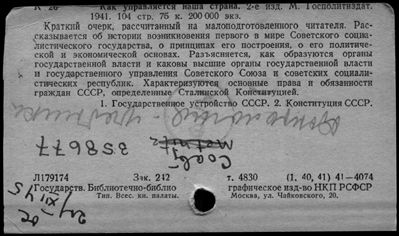 К 26 Как управляется наша страна. 2-е изд. М. Госполитиздат.
1941. 104 стр. 75 к. 200 000 экз.
Краткий очерк, рассчитанный на малоподготовленного читателя. Рас-
сказывается об истории возникновения первого в мире Советского социа-
листического государства, о принципах его построения, о его политиче-
ской и экономической основах. Разъясняется, как образуются органы
государственной власти и каковы высшие органы государственной власти
и государственного управления Советского Союза и советских социали-
стических республик. Характеризуются основные права и обязанности
граждан СССР, определенные Сталинской Конституцией.
1. Государственное устройство СССР. 2. Конституция СССР.
358677
Л179174 Зак. 242 т. 4830 (1, 40, 41) 41—4074
Государств. Библиотечно-библио графическое изд-во НКП РСФСР
Тип. Всес. кн. палаты. Москва, ул. Чайковского, 20.